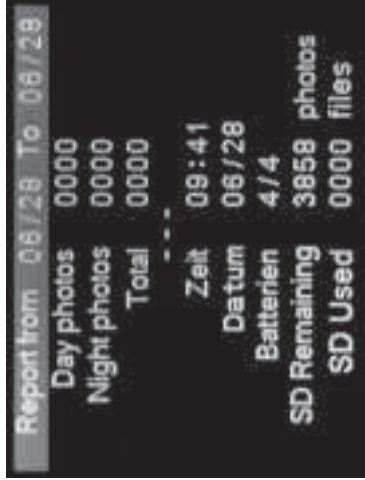 Report from 06/28 To 06/29
Day photos 0000
Night photos 0000
Total 0000
---
Zeit 09:41
Datum 06/28
Batterien 4/4
SD Remaining 3858 photos
SD Used 0000 files